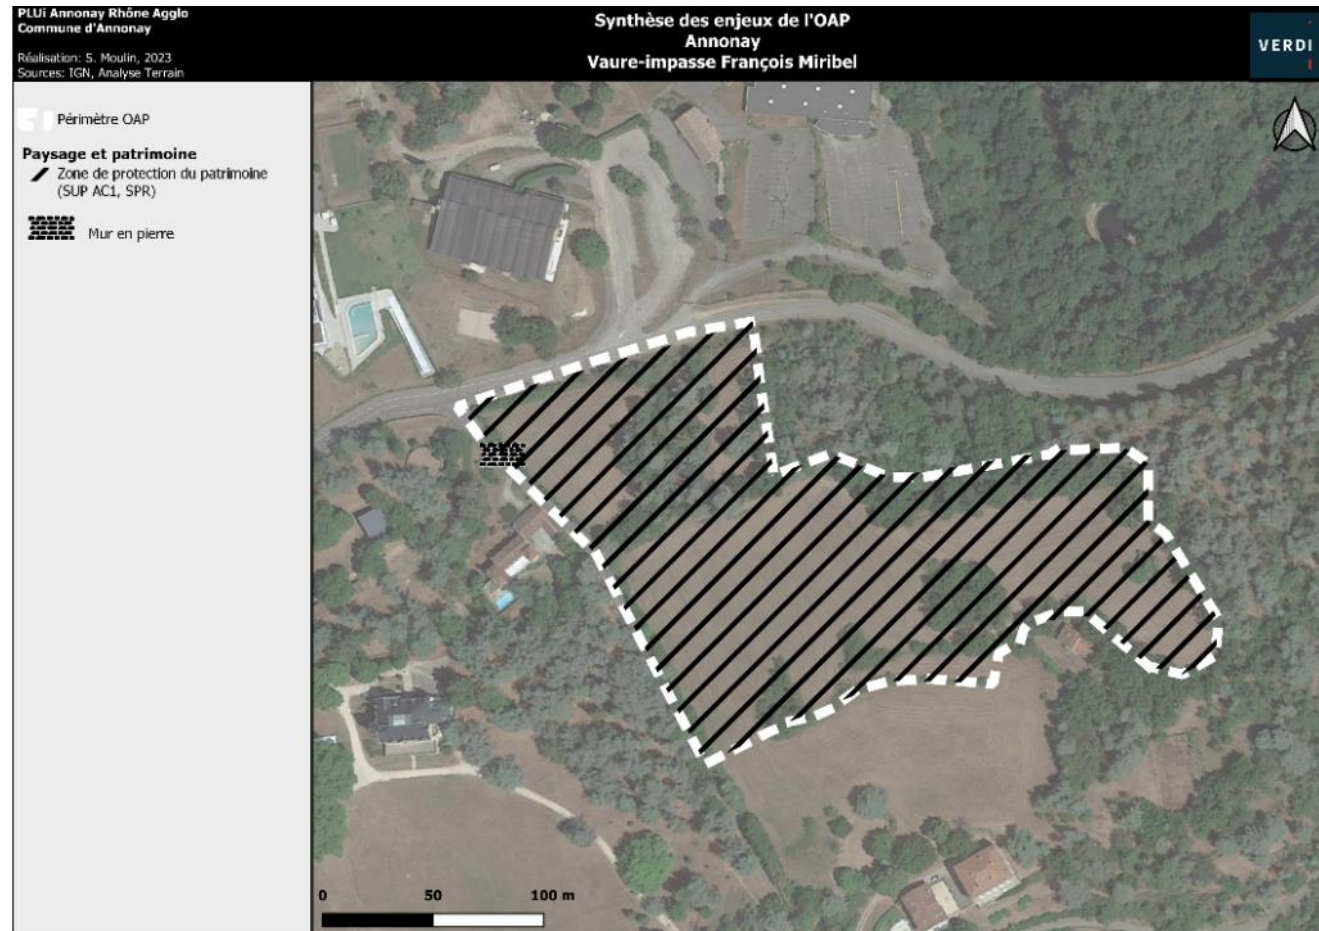 PLUi Annonay Rhône Agglo
Commune d'Annonay
Réalisation: S. Moulin, 2023
Sources: IGN, Analyse Terrain
Synthèse des enjeux de l'OAP
Annonay
Vaure-impasse François Miribel
VERDI
Périmètre OAP
Paysage et patrimoine
Zone de protection du patrimoine
(SUP AC1, SPR)
Mur en pierre
0 50 100 m